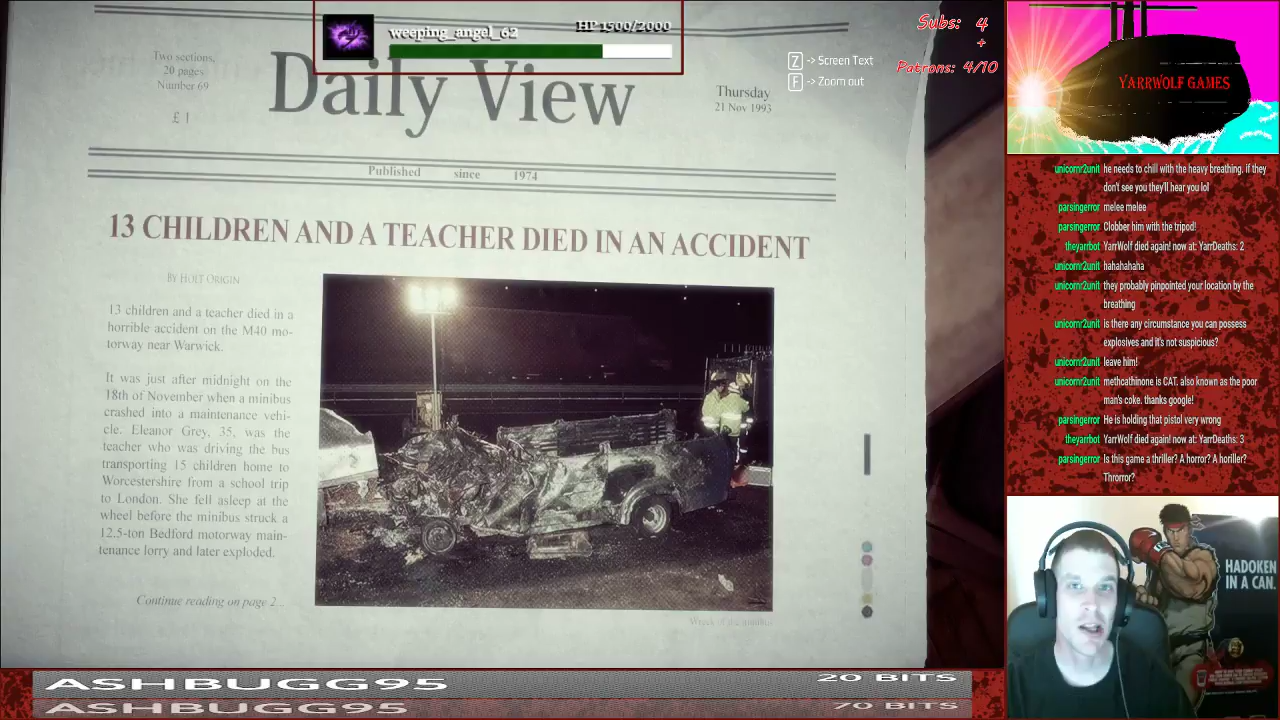 weeping_angel_62
HP 1500/2000
Two sections,
20 pages
Number 69
£ 1
Daily View
Thursday
21 Nov 1993
Z -> Screen Text
F -> Zoom out
Published since 1974
13 CHILDREN AND A TEACHER DIED IN AN ACCIDENT
BY HOLT ORIGIN
13 children and a teacher died in a
horrible accident on the M40 mo-
torway near Warwick.
It was just after midnight on the
18th of November when a minibus
crashed into a maintenance vehi-
cle. Eleanor Grey, 35, was the
teacher who was driving the bus
transporting 15 children home to
Worcestershire from a school trip
to London. She fell asleep at the
wheel before the minibus struck a
12.5-ton Bedford motorway main-
tenance lorry and later exploded.
Continue reading on page 2..
Wreck of the minibus
Subs: 4
+
Patrons: 4/10
YARRWOLF GAMES
unicornr2unit he needs to chill with the heavy breathing. if they
don't see you they'll hear you lol
parsingerror melee melee
parsingerror Clobber him with the tripod!
theyarrbot YarrWolf died again! now at: YarrDeaths: 2
unicornr2unit hahahahaha
unicornr2unit they probably pinpointed your location by the
breathing
unicornr2unit is there any circumstance you can possess
explosives and it's not suspicious?
unicornr2unit leave him!
unicornr2unit methcathinone is CAT. also known as the poor
man's coke. thanks google!
parsingerror He is holding that pistol very wrong
theyarrbot YarrWolf died again! now at: YarrDeaths: 3
parsingerror Is this game a thriller? A horror? A horiller?
Throrror?
HADOKEN
IN A CAN.
ASHBUGG95 20 BITS
ASHBUGG95 70 BITS